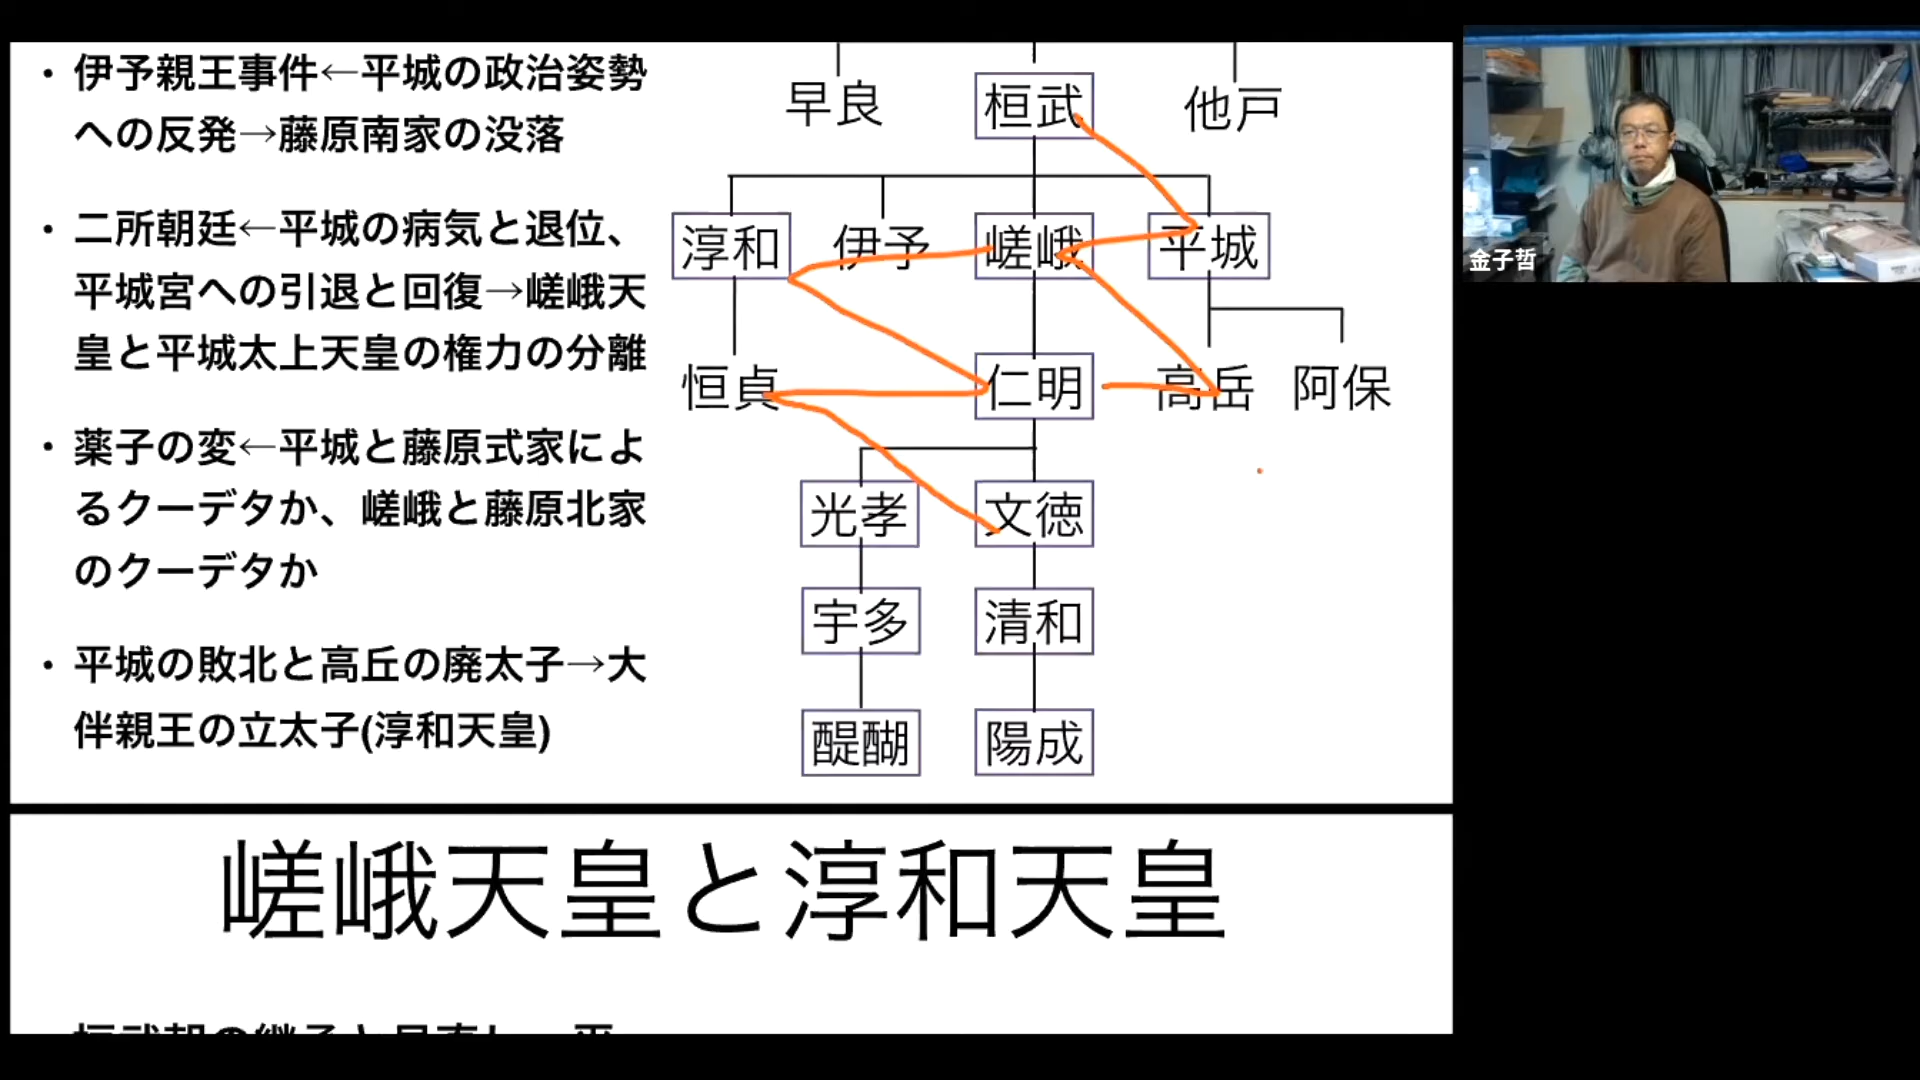 ・伊予親王事件←平城の政治姿勢
への反発→藤原南家の没落
・二所朝廷←平城の病気と退位、
平城宮への引退と回復→嵯峨天
皇と平城太上天皇の権力の分離
・薬子の変←平城と藤原式家によ
るクーデタか、嵯峨と藤原北家
のクーデタか
・平城の敗北と高丘の廃太子→大
伴親王の立太子(淳和天皇)
早良 桓武 他戸
淳和 伊予 嵯峨 平城
恒貞 仁明 高岳 阿保
光孝 文徳
宇多 清和
醍醐 陽成
嵯峨天皇と淳和天皇
金子哲